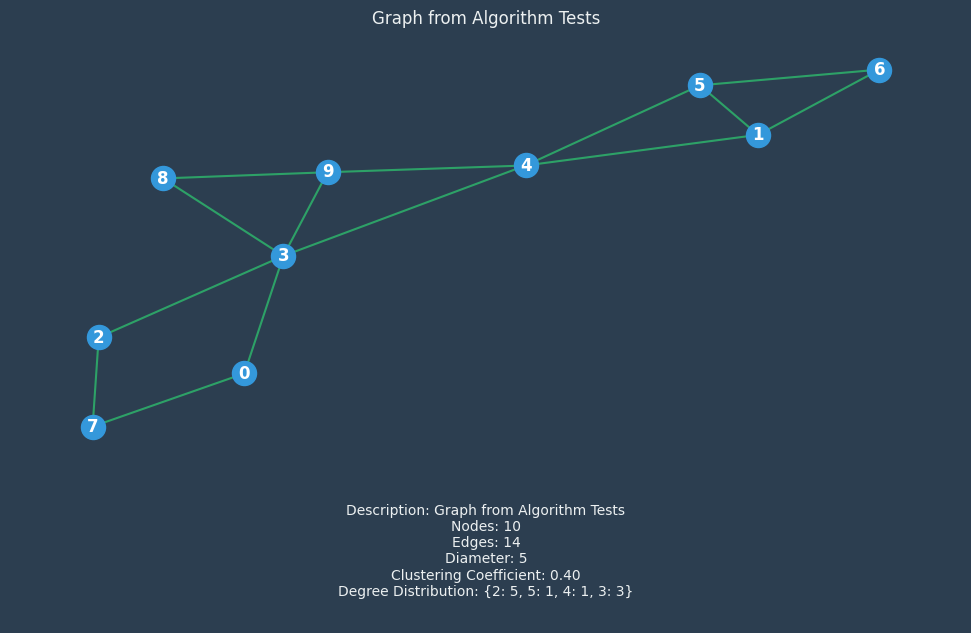 Graph from Algorithm Tests
6
5
1
4
9
8
3
2
0
7
Description: Graph from Algorithm Tests
Nodes: 10
Edges: 14
Diameter: 5
Clustering Coefficient: 0.40
Degree Distribution: {2: 5, 5: 1, 4: 1, 3: 3}